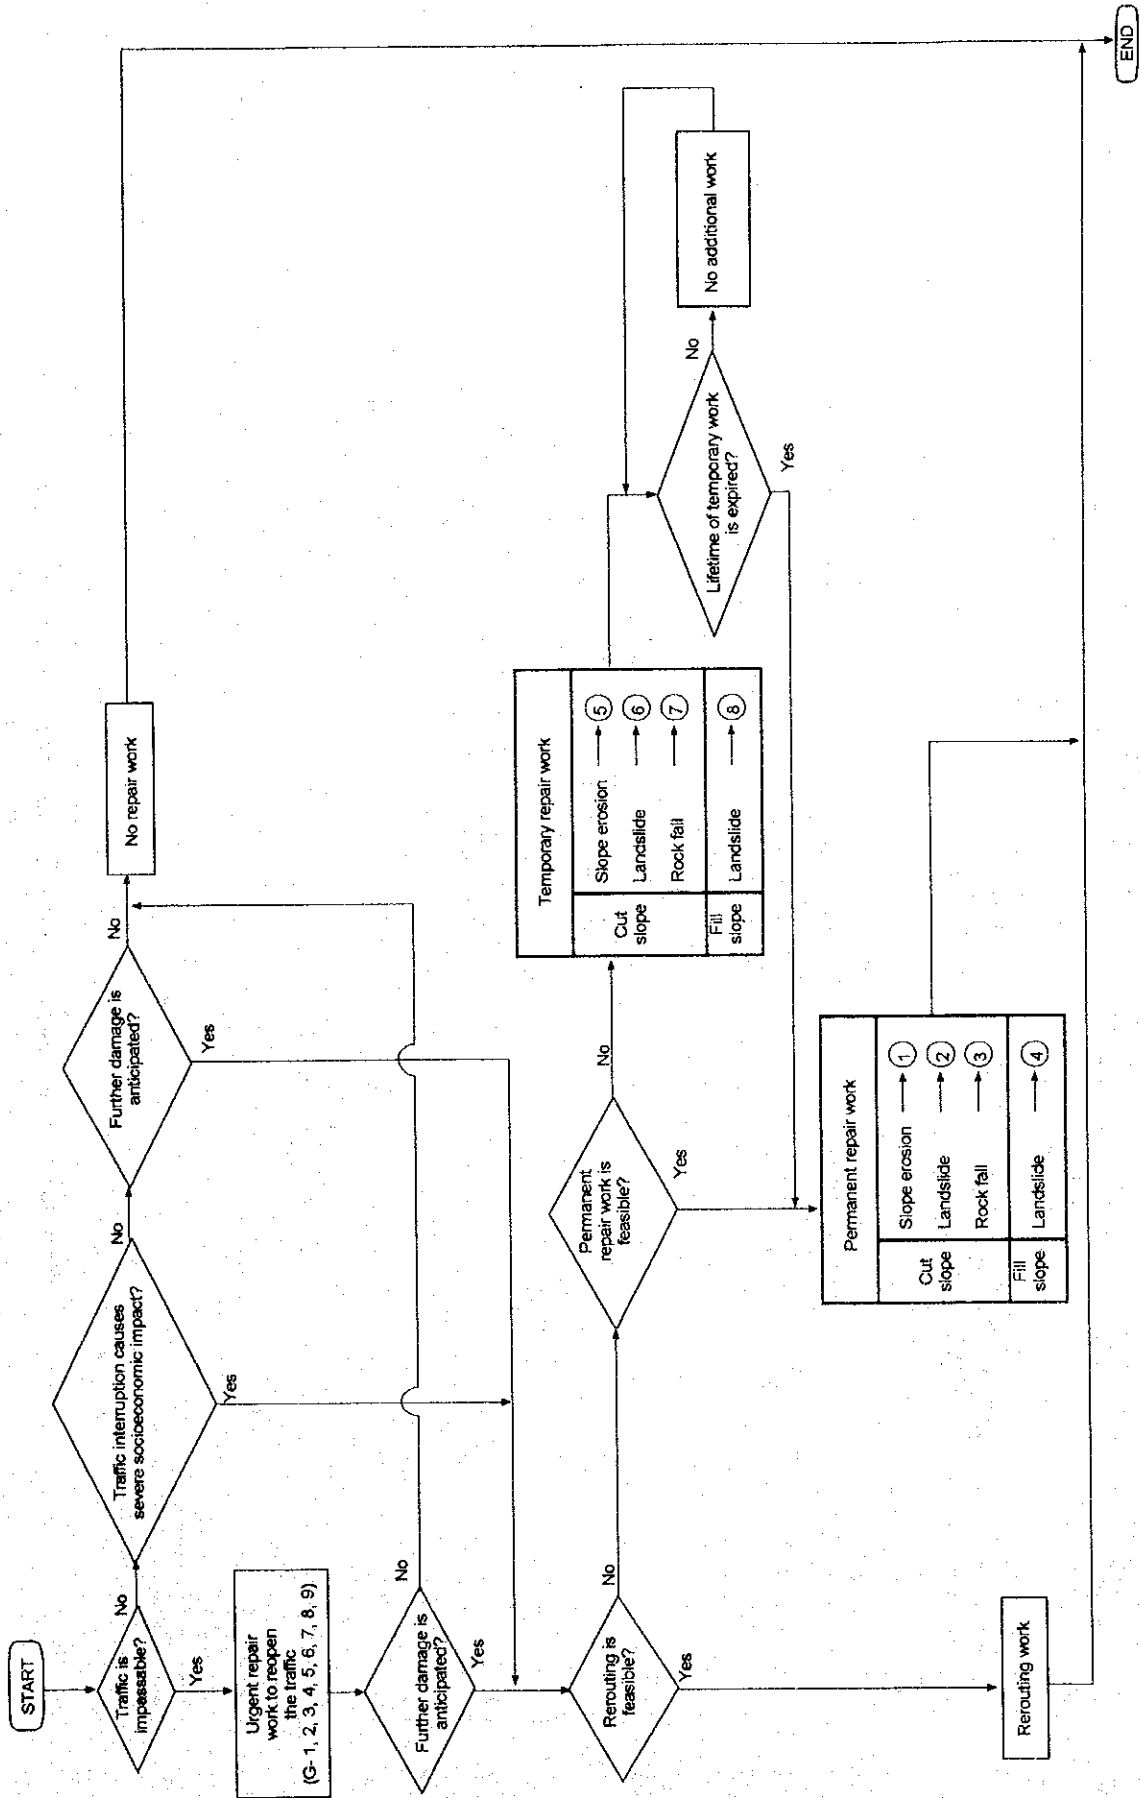 START
Traffic is
impassable?
No
Yes
Traffic interruption causes
severe socioeconomic impact?
No
Yes
Further damage is
anticipated?
No
Yes
No repair work
Urgent repair
work to reopen
the traffic
(G- 1, 2, 3, 4, 5, 6, 7, 8, 9)
Further damage is
anticipated?
No
Yes
Rerouting is
feasible?
No
Yes
Permanent
repair work is
feasible?
No
Yes
Temporary repair work
Cut
slope
Slope erosion 5
Landslide 6
Rock fall 7
Fill
slope
Landslide 8
Lifetime of temporary work
is expired?
No
Yes
No additional work
Permanent repair work
Cut
slope
Slope erosion 1
Landslide 2
Rock fall 3
Fill
slope
Landslide 4
Rerouting work
END